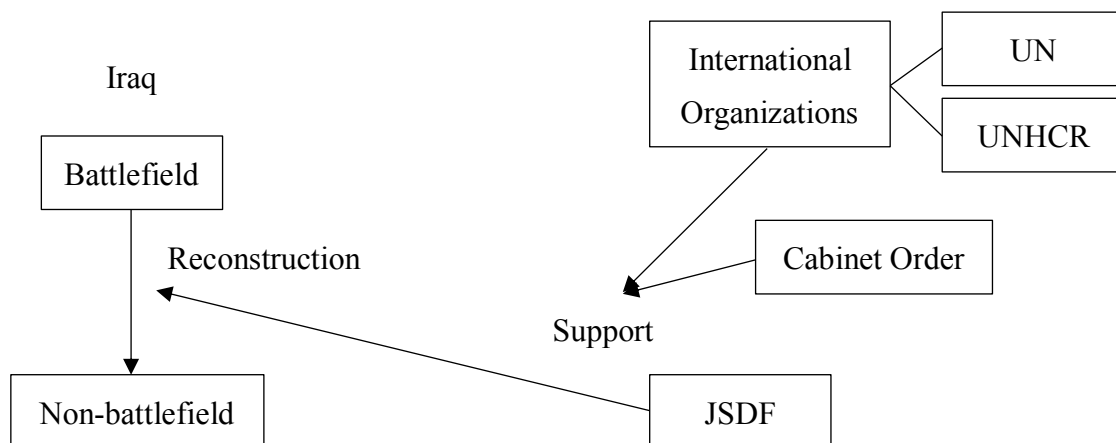 Iraq
Battlefield
Reconstruction
Non-battlefield
International
Organizations
UN
UNHCR
Cabinet Order
Support
JSDF